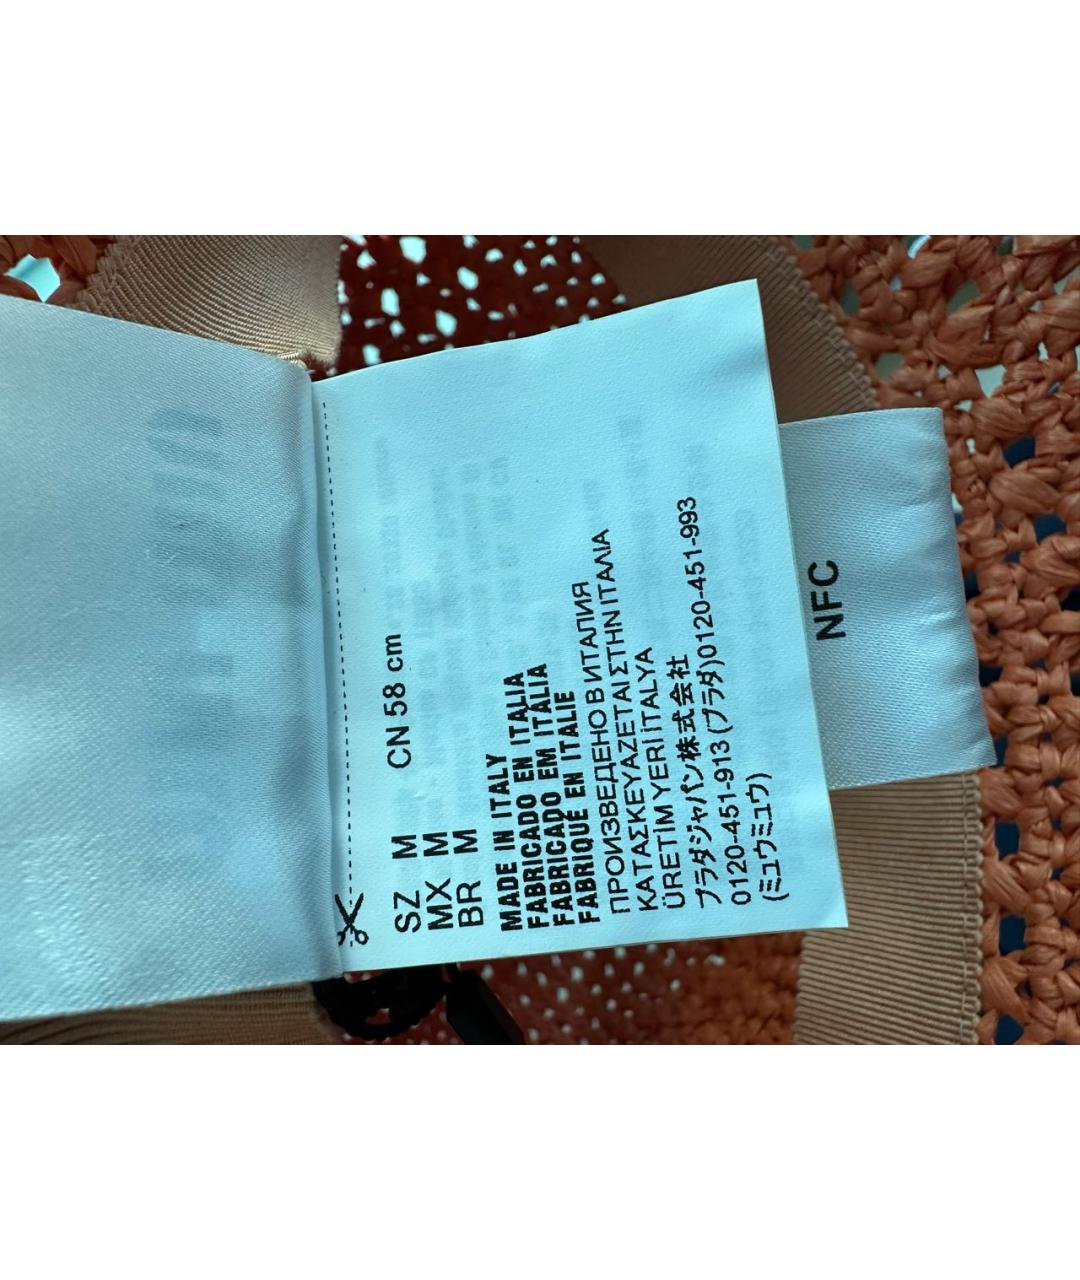 SZ M CN 58 cm
MX M
BR M
MADE IN ITALY
FABRICADO EN ITALIA
FABRICADO EM ITÁLIA
FABRIQUÉ EN ITALIE
ПРОИЗВЕДЕНО В ИТАЛИЯ
ΚΑΤΑΣΚΕΥΑΖΕΤΑΙ ΣΤΗΝ ΙΤΑΛΙΑ
ÜRETİM YERİ İTALYA
プラダジャパン株式会社
0120-451-913 (プラダ)0120-451-993
(ミュウミュウ)
NFC